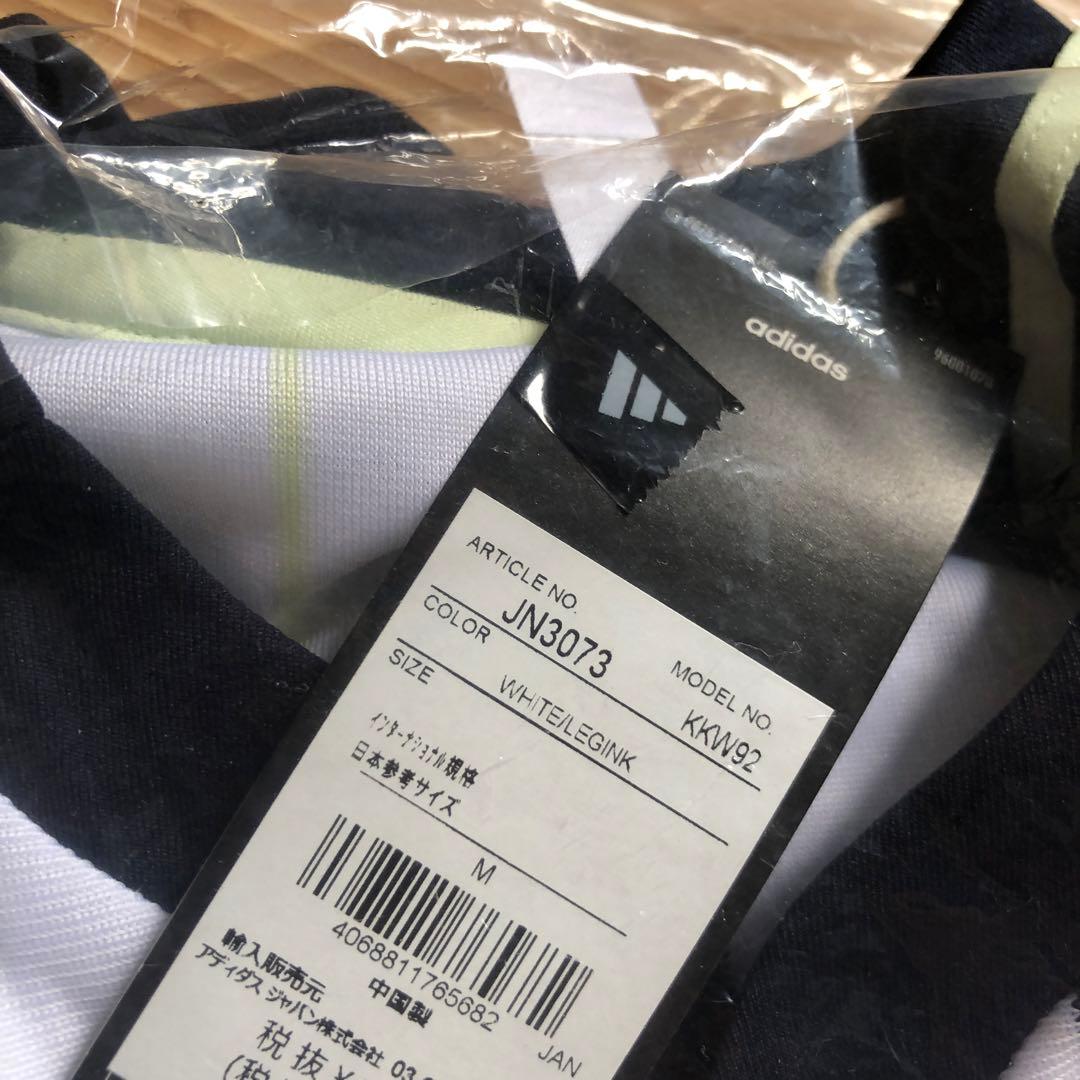 adidas
ARTICLE NO.
JN3073
MODEL NO.
KKW92
COLOR
WHITE/LEGINK
SIZE
インターナショナル規格
日本参考サイズ
M
4068811765682
JAN
輸入販売元
中国製
アディダス ジャパン株式会社 03
税抜¥
(税